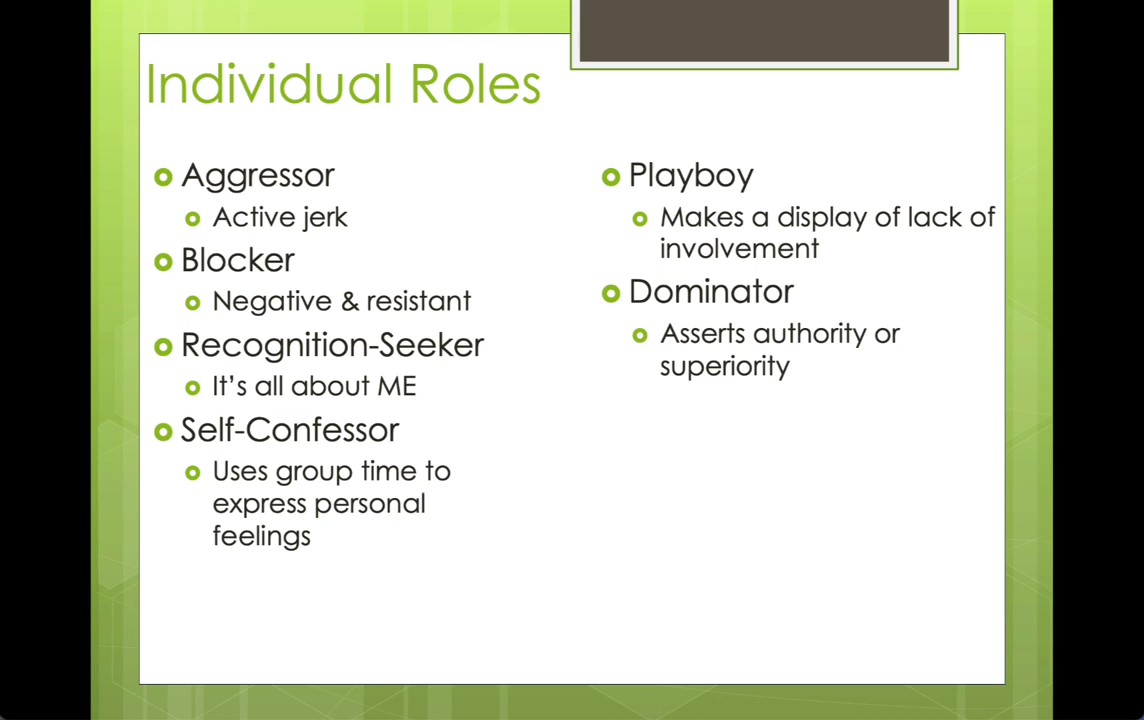 Individual Roles
Aggressor
Active jerk
Blocker
Negative & resistant
Recognition-Seeker
It's all about ME
Self-Confessor
Uses group time to
express personal
feelings
Playboy
Makes a display of lack of
involvement
Dominator
Asserts authority or
superiority